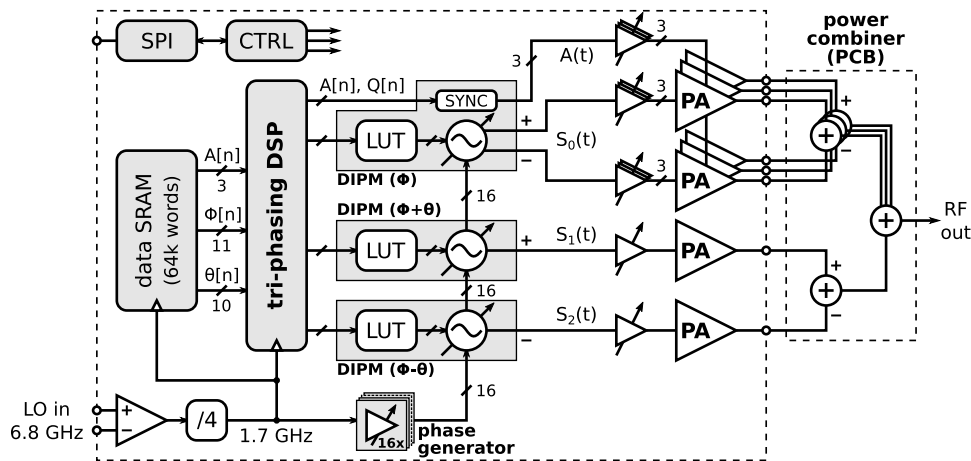 SPI
CTRL
power
combiner
(PCB)
3
A(t)
3
A[n], Q[n]
SYNC
3
PA
+
+
−
LUT
+
−
S0(t)
DIPM (Φ)
3
PA
data SRAM
(64k words)
A[n]
3
Φ[n]
11
θ[n]
10
tri-phasing DSP
16
DIPM (Φ+θ)
LUT
+
S1(t)
PA
+
RF
out
+
+
−
16
LUT
−
S2(t)
PA
DIPM (Φ-θ)
16
LO in
6.8 GHz
+
−
/4
1.7 GHz
16x
phase
generator